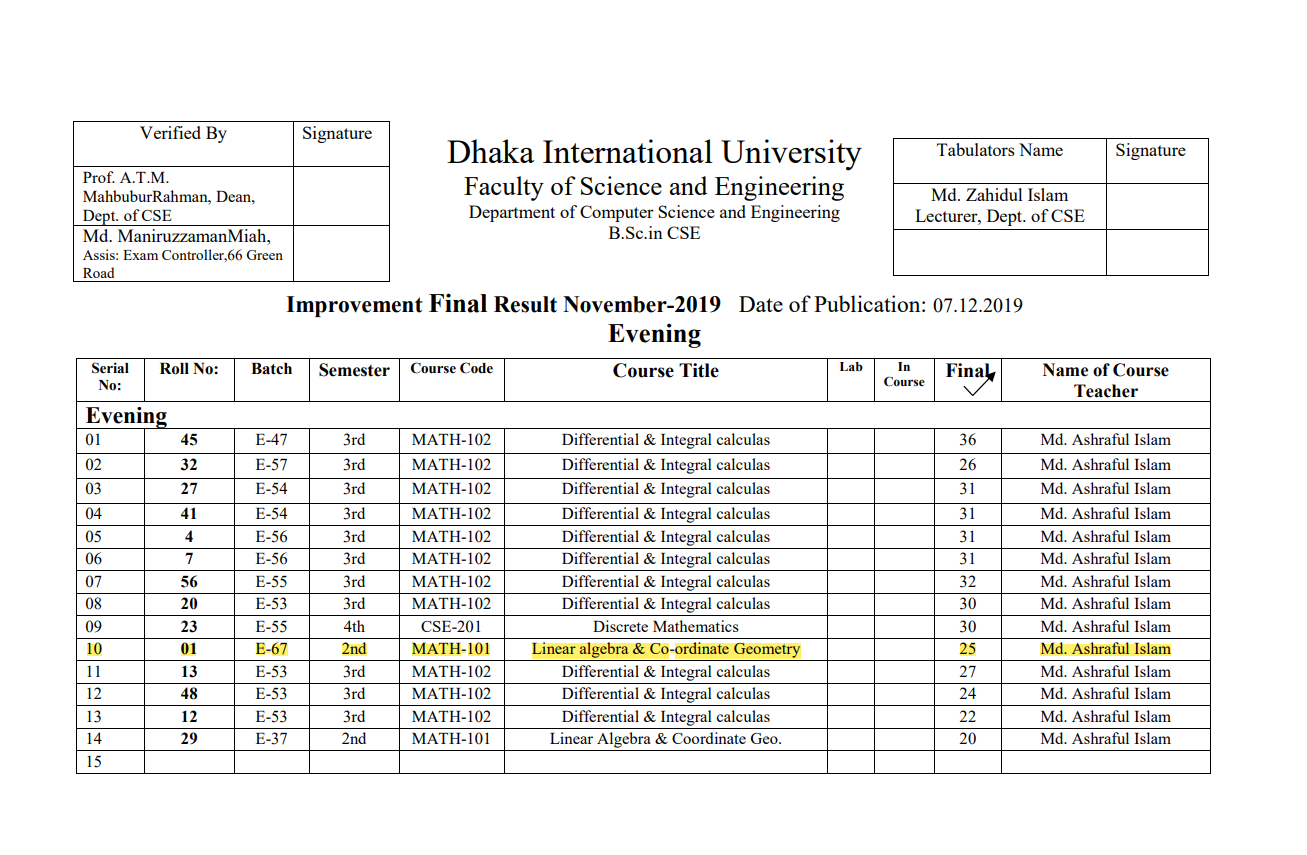 Verified By Signature
Prof. A.T.M.
MahbuburRahman, Dean,
Dept. of CSE
Md. ManiruzzamanMiah,
Assis: Exam Controller,66 Green
Road
Dhaka International University
Faculty of Science and Engineering
Department of Computer Science and Engineering
B.Sc.in CSE
Tabulators Name Signature
Md. Zahidul Islam
Lecturer, Dept. of CSE
Improvement Final Result November-2019 Date of Publication: 07.12.2019
Evening
Serial No: Roll No: Batch Semester Course Code Course Title Lab In Course Final Name of Course Teacher
Evening
01 45 E-47 3rd MATH-102 Differential & Integral calculas 36 Md. Ashraful Islam
02 32 E-57 3rd MATH-102 Differential & Integral calculas 26 Md. Ashraful Islam
03 27 E-54 3rd MATH-102 Differential & Integral calculas 31 Md. Ashraful Islam
04 41 E-54 3rd MATH-102 Differential & Integral calculas 31 Md. Ashraful Islam
05 4 E-56 3rd MATH-102 Differential & Integral calculas 31 Md. Ashraful Islam
06 7 E-56 3rd MATH-102 Differential & Integral calculas 31 Md. Ashraful Islam
07 56 E-55 3rd MATH-102 Differential & Integral calculas 32 Md. Ashraful Islam
08 20 E-53 3rd MATH-102 Differential & Integral calculas 30 Md. Ashraful Islam
09 23 E-55 4th CSE-201 Discrete Mathematics 30 Md. Ashraful Islam
10 01 E-67 2nd MATH-101 Linear algebra & Co-ordinate Geometry 25 Md. Ashraful Islam
11 13 E-53 3rd MATH-102 Differential & Integral calculas 27 Md. Ashraful Islam
12 48 E-53 3rd MATH-102 Differential & Integral calculas 24 Md. Ashraful Islam
13 12 E-53 3rd MATH-102 Differential & Integral calculas 22 Md. Ashraful Islam
14 29 E-37 2nd MATH-101 Linear Algebra & Coordinate Geo. 20 Md. Ashraful Islam
15